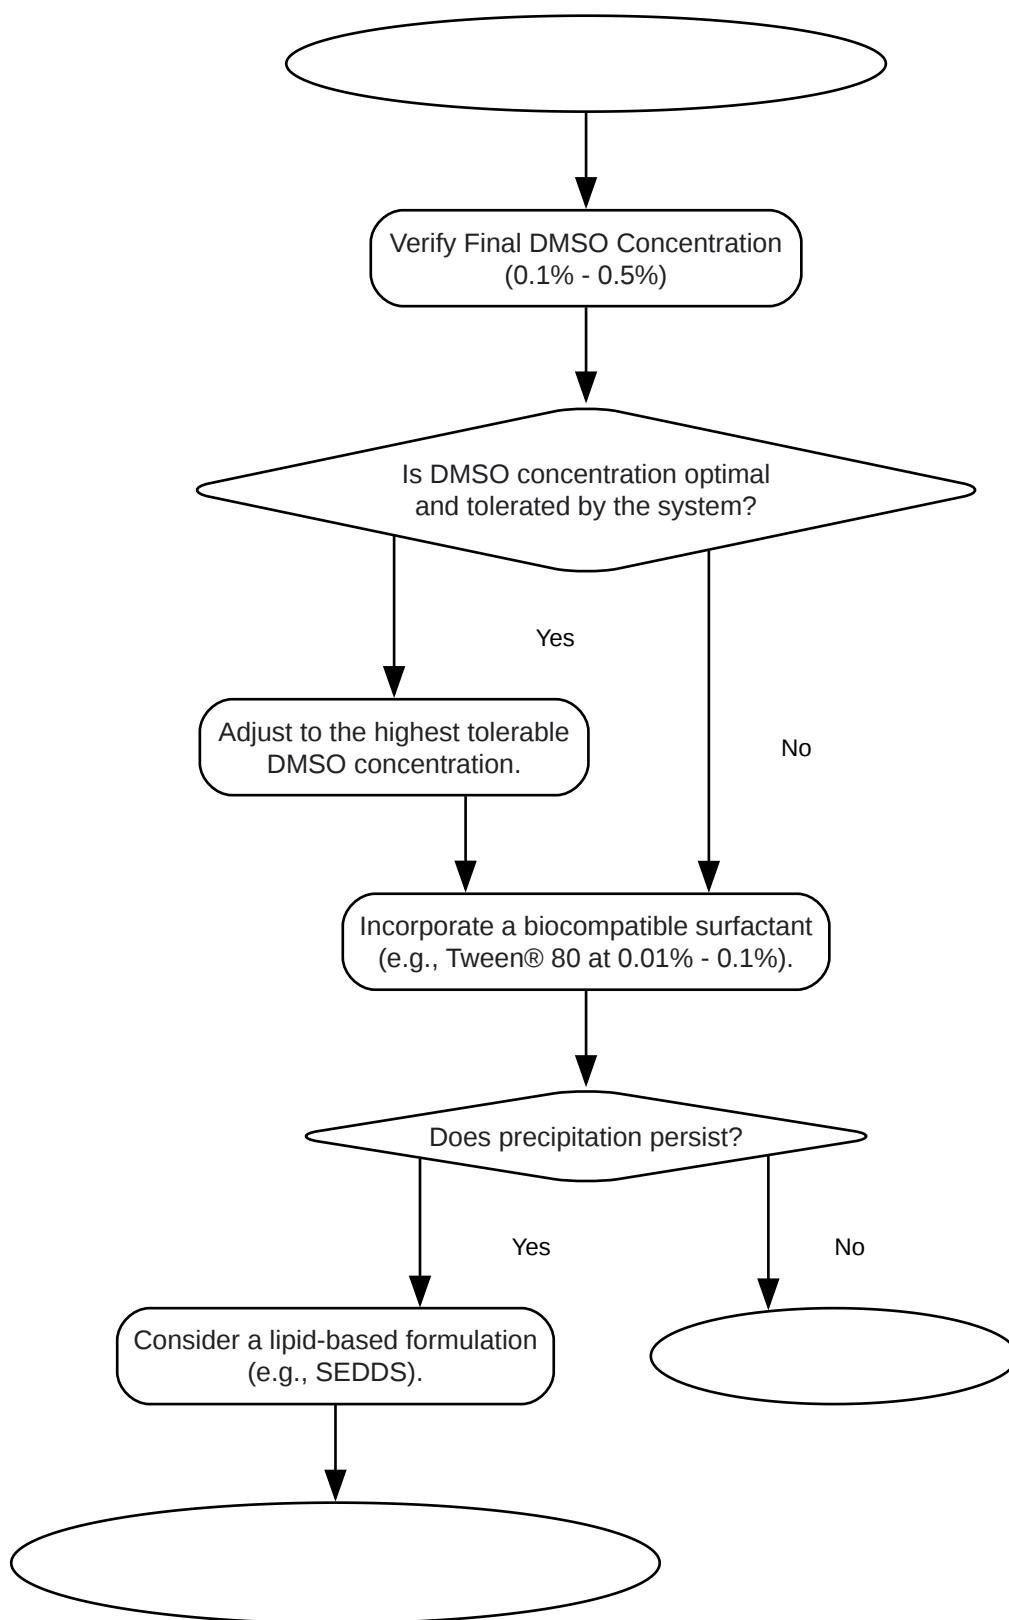 Verify Final DMSO Concentration
(0.1% - 0.5%)
Is DMSO concentration optimal
and tolerated by the system?
Yes
Adjust to the highest tolerable
DMSO concentration.
No
Incorporate a biocompatible surfactant
(e.g., Tween® 80 at 0.01% - 0.1%).
Does precipitation persist?
Yes
No
Consider a lipid-based formulation
(e.g., SEDDS).